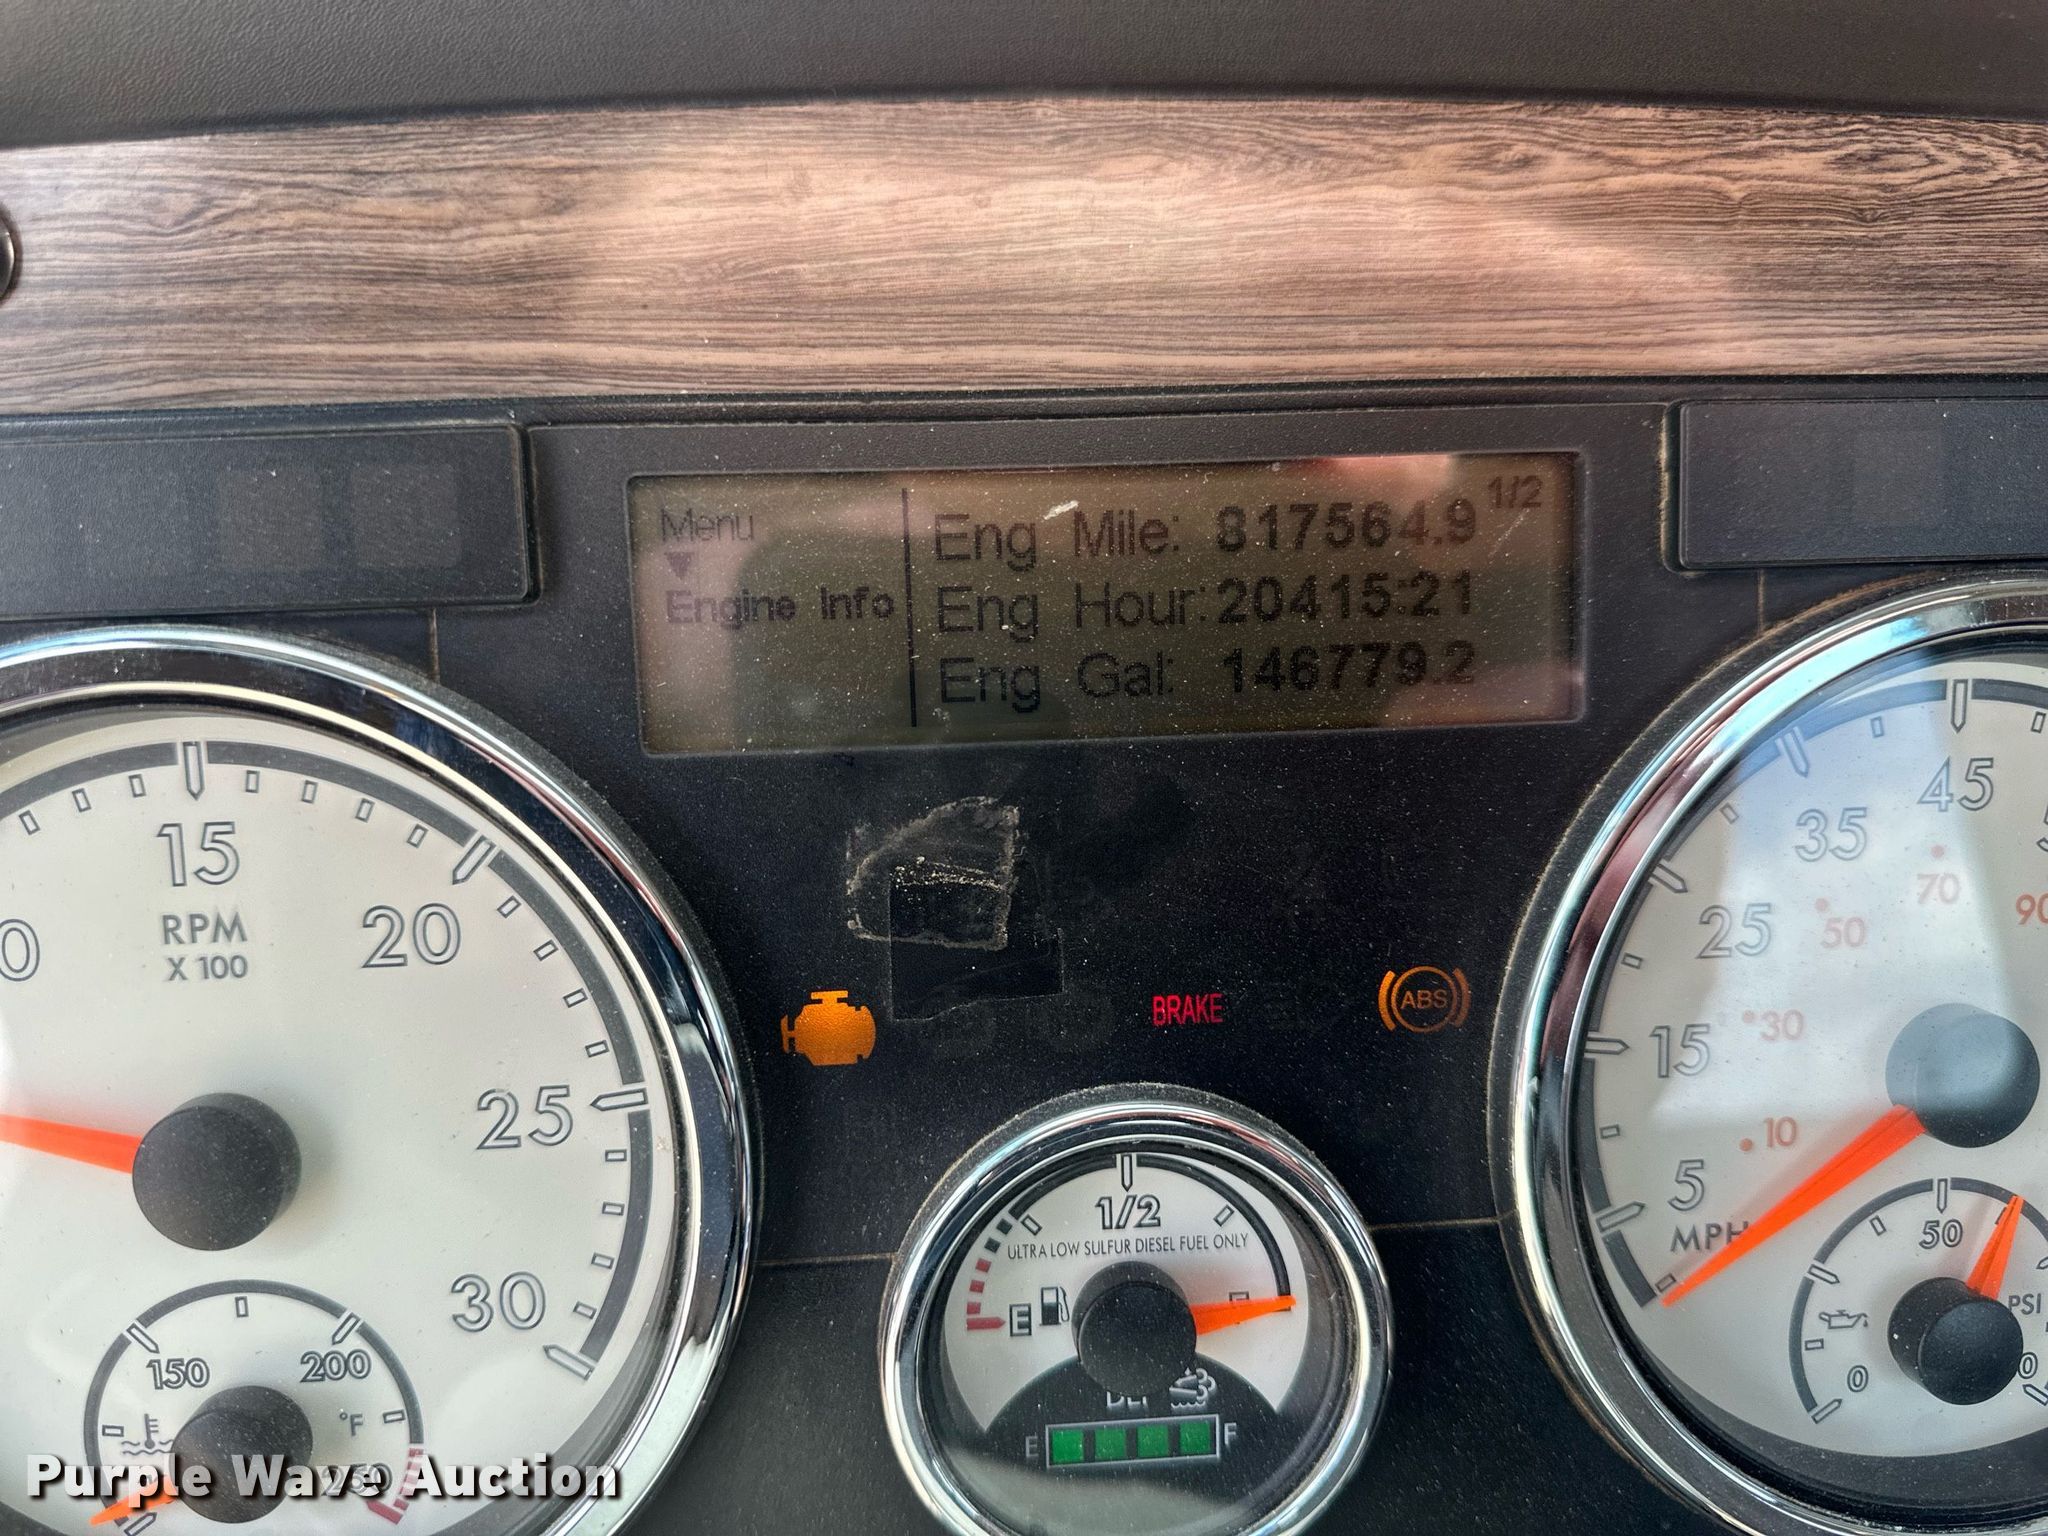 Menu
Engine Info
1/2
Eng Mile: 817564.9
Eng Hour: 20415:21
Eng Gal: 146779.2
15
20
25
30
RPM
X 100
150
200
250
°F
BRAKE
ABS
1/2
ULTRA LOW SULFUR DIESEL FUEL ONLY
E
DEF
E
F
5
15
25
35
45
10
30
50
70
90
MPH
0
50
PSI
Purple Wave Auction